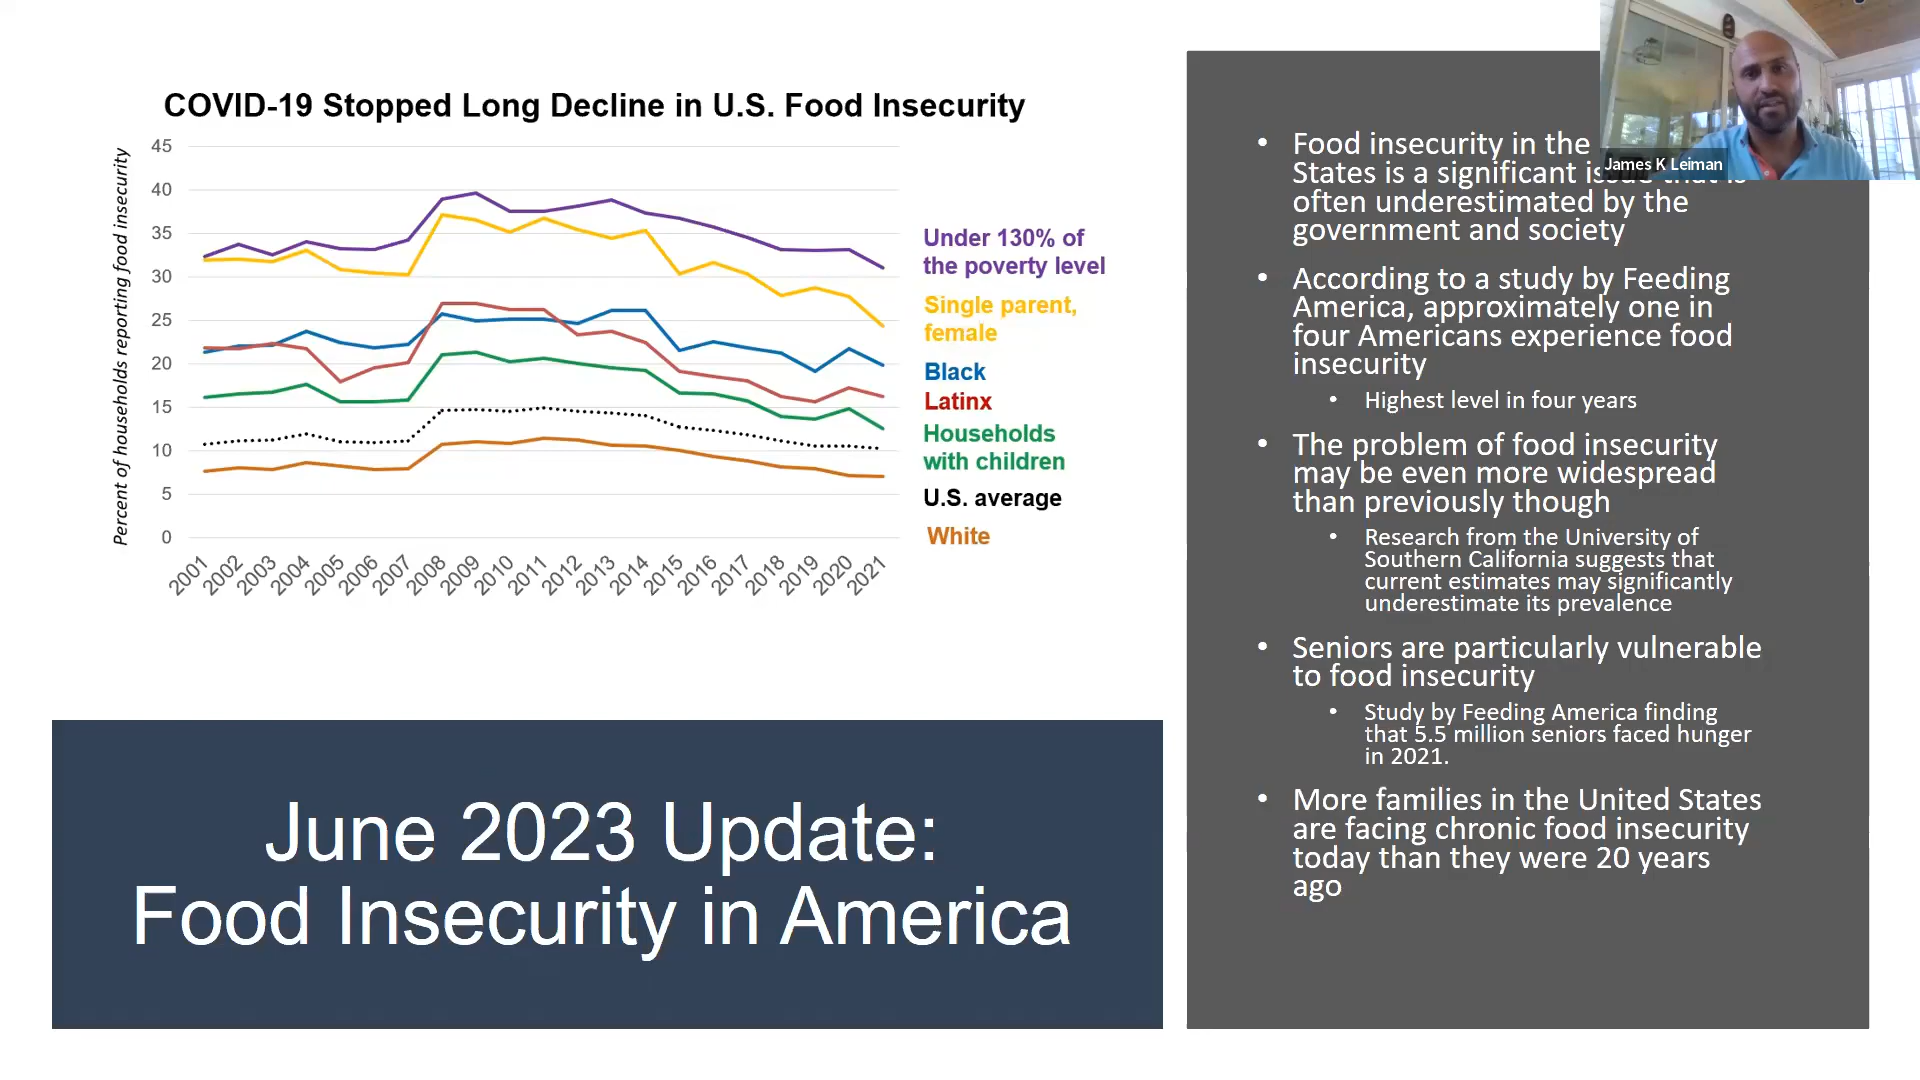 COVID-19 Stopped Long Decline in U.S. Food Insecurity
Percent of households reporting food insecurity
45
40
35
30
25
20
15
10
5
0
2001 2002 2003 2004 2005 2006 2007 2008 2009 2010 2011 2012 2013 2014 2015 2016 2017 2018 2019 2020 2021
Under 130% of
the poverty level
Single parent,
female
Black
Latinx
Households
with children
U.S. average
White
June 2023 Update:
Food Insecurity in America
James K Leiman
• Food insecurity in the
States is a significant issue that is
often underestimated by the
government and society
• According to a study by Feeding
America, approximately one in
four Americans experience food
insecurity
• Highest level in four years
• The problem of food insecurity
may be even more widespread
than previously though
• Research from the University of
Southern California suggests that
current estimates may significantly
underestimate its prevalence
• Seniors are particularly vulnerable
to food insecurity
• Study by Feeding America finding
that 5.5 million seniors faced hunger
in 2021.
• More families in the United States
are facing chronic food insecurity
today than they were 20 years
ago